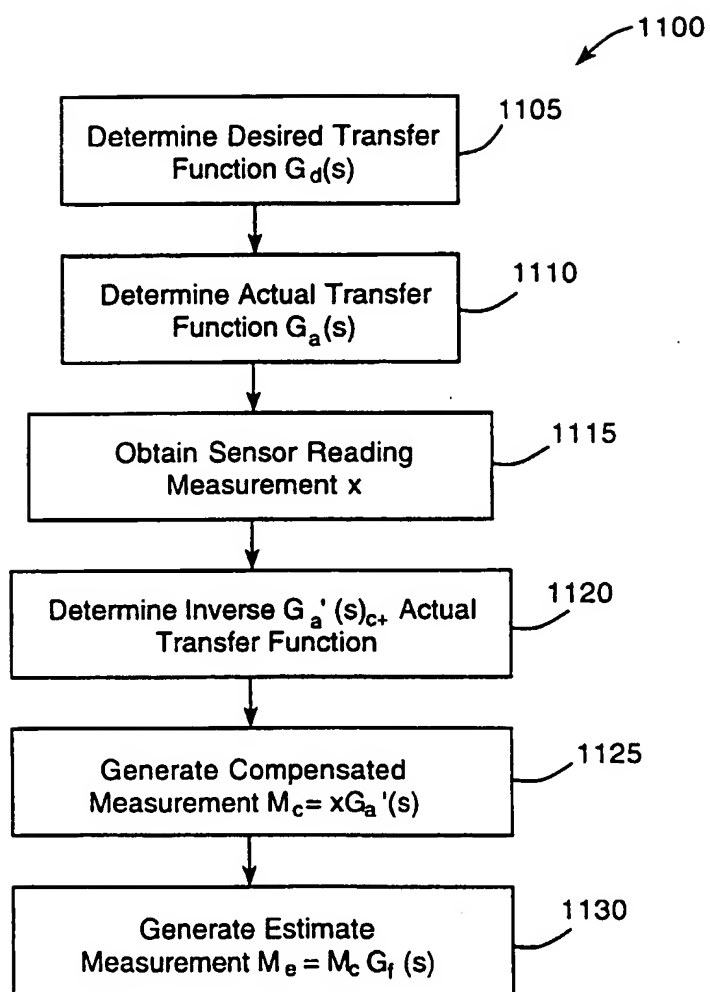 1100
1105
Determine Desired Transfer
Function G_d(s)
1110
Determine Actual Transfer
Function G_a(s)
1115
Obtain Sensor Reading
Measurement x
1120
Determine Inverse G_a'(s)_c+ Actual
Transfer Function
1125
Generate Compensated
Measurement M_c= xG_a'(s)
1130
Generate Estimate
Measurement M_e = M_c G_f (s)